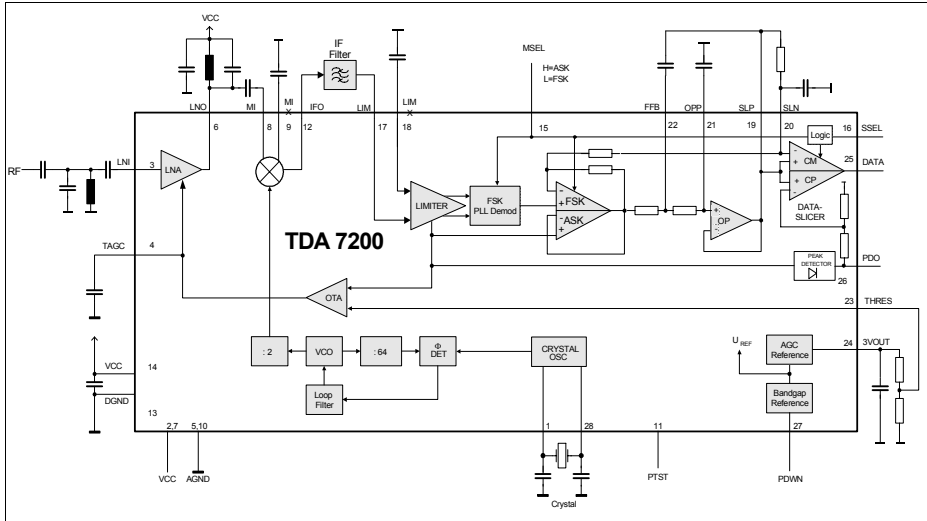 VCC
IF
Filter
MSEL
H=ASK
L=FSK
LNO
MI
MI
X
IFO
LIM
LIM
X
FFB
OPP
SLP
SLN
6
8
9
12
17
18
15
22
21
19
20
16
SSEL
Logic
RF
LNI
3
LNA
LIMITER
FSK
PLL Demod
-
+
FSK
-
+
ASK
+
-
OP
-
+
CM
+
-
CP
25
DATA
DATA-
SLICER
TDA 7200
TAGC
4
OTA
PEAK
DETECTOR
PDO
26
23
THRES
: 2
VCO
: 64
Φ
DET
CRYSTAL
OSC
U REF
AGC
Reference
24
3VOUT
Loop
Filter
Bandgap
Reference
VCC
14
DGND
13
2,7
5,10
1
28
11
27
VCC
AGND
Crystal
PTST
PDWN